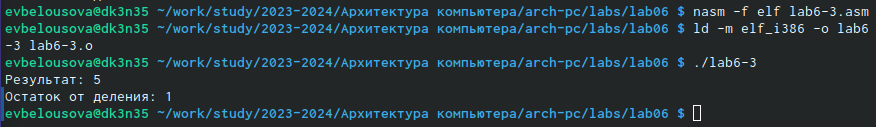 evbelousova@dk3n35 ~/work/study/2023-2024/Архитектура компьютера/arch-pc/labs/lab06 $ nasm -f elf lab6-3.asm
evbelousova@dk3n35 ~/work/study/2023-2024/Архитектура компьютера/arch-pc/labs/lab06 $ ld -m elf_i386 -o lab6
-3 lab6-3.o
evbelousova@dk3n35 ~/work/study/2023-2024/Архитектура компьютера/arch-pc/labs/lab06 $ ./lab6-3
Результат: 5
Остаток от деления: 1
evbelousova@dk3n35 ~/work/study/2023-2024/Архитектура компьютера/arch-pc/labs/lab06 $